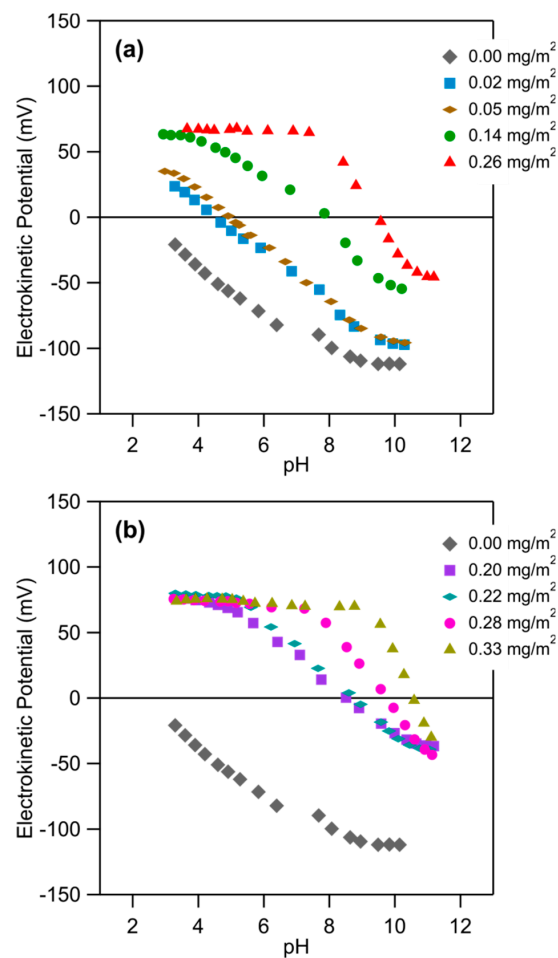 (a)
150
100
50
0
-50
-100
-150
Electrokinetic Potential (mV)
2 4 6 8 10 12
pH
0.00 mg/m²
0.02 mg/m²
0.05 mg/m²
0.14 mg/m²
0.26 mg/m²
(b)
150
100
50
0
-50
-100
-150
Electrokinetic Potential (mV)
2 4 6 8 10 12
pH
0.00 mg/m²
0.20 mg/m²
0.22 mg/m²
0.28 mg/m²
0.33 mg/m²